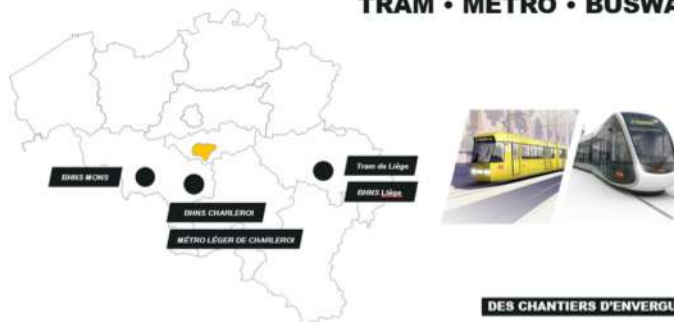 TRAM • MÉTRO • BUSWA
BHNS MONS
Tram de Liège
BHNS Liège
BHNS CHARLEROI
MÉTRO LÉGER DE CHARLEROI
DES CHANTIERS D'ENVERGU